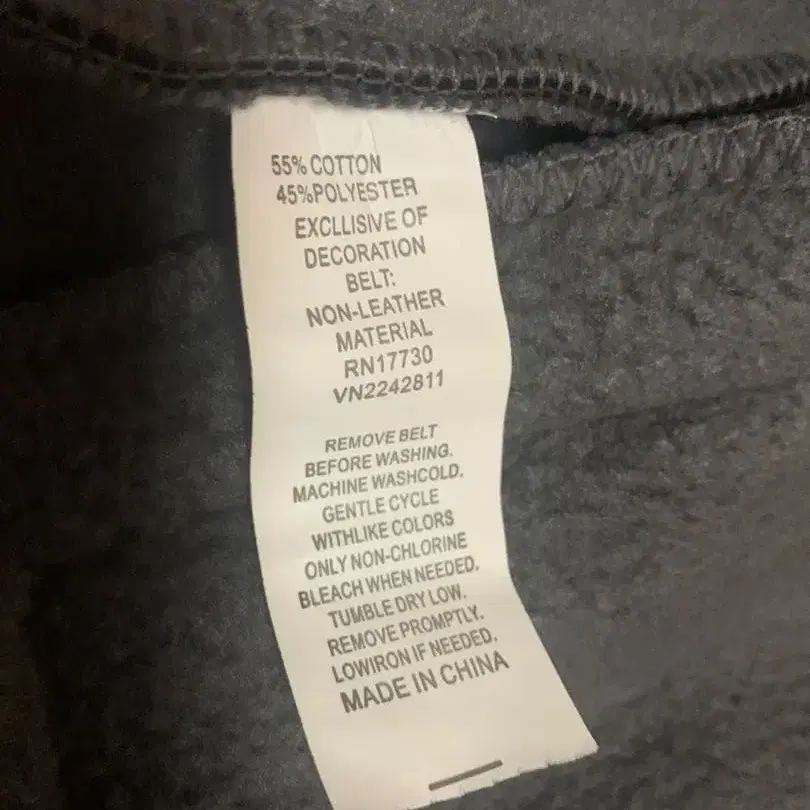 55% COTTON
45%POLYESTER
EXCLLISIVE OF
DECORATION
BELT:
NON-LEATHER
MATERIAL
RN17730
VN2242811
REMOVE BELT
BEFORE WASHING.
MACHINE WASHCOLD,
GENTLE CYCLE
WITHLIKE COLORS
ONLY NON-CHLORINE
BLEACH WHEN NEEDED.
TUMBLE DRY LOW.
REMOVE PROMPTLY.
LOWIRON IF NEEDED.
MADE IN CHINA